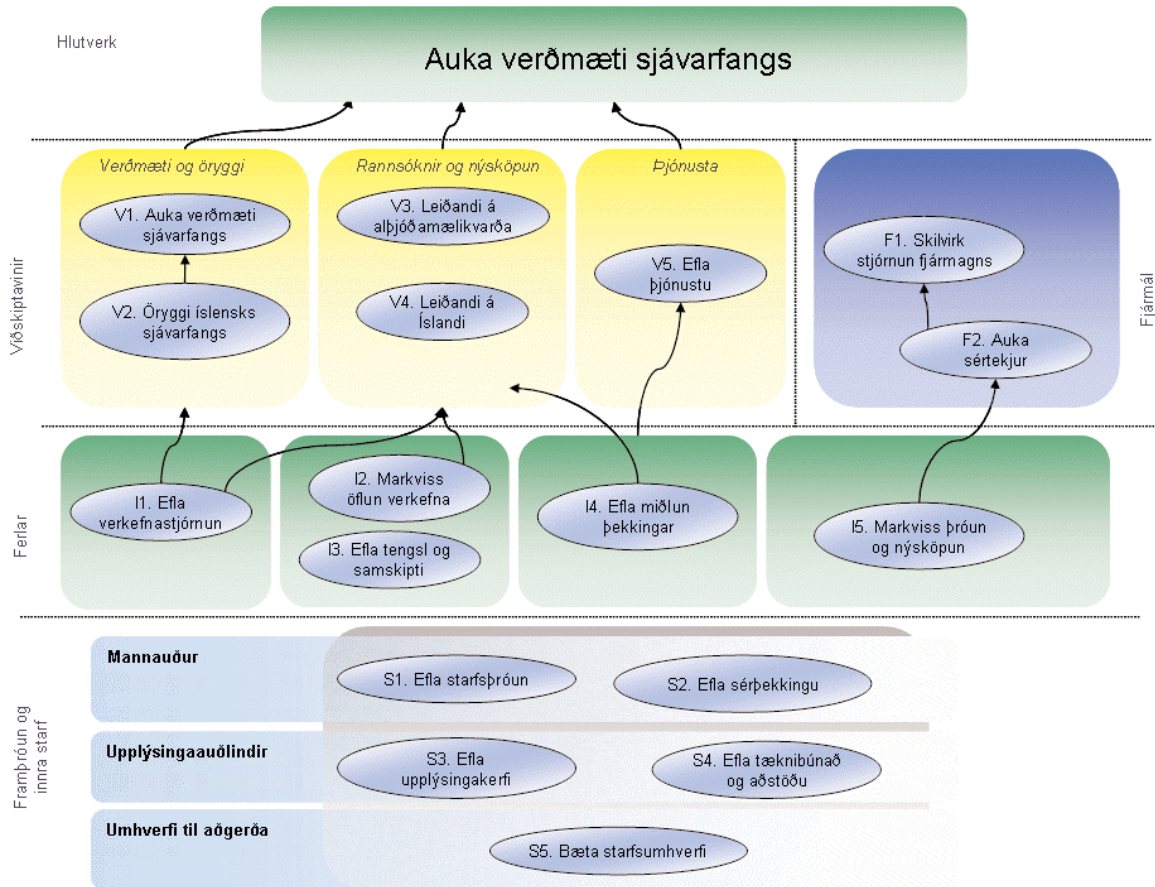 Hlutverk
Auka verðmæti sjávarfangs
Viðskiptavinir
Verðmæti og öryggi
V1. Auka verðmæti
sjávarfangs
V2. Öryggi íslensks
sjávarfangs
Rannsóknir og nýsköpun
V3. Leiðandi á
alþjóðamælikvarða
V4. Leiðandi á
Íslandi
Þjónusta
V5. Efla
þjónustu
F1. Skilvirk
stjórnun fjármagns
F2. Auka
sértekjur
Fjármál
Ferlar
I1. Efla
verkefnastjórnun
I2. Markviss
öflun verkefna
I3. Efla tengsl og
samskipti
I4. Efla miðlun
þekkingar
I5. Markviss þróun
og nýsköpun
Framþróun og
innra starf
Mannauður
S1. Efla starfsþróun
S2. Efla sérþekkingu
Upplýsingaauðlindir
S3. Efla
upplýsingakerfi
S4. Efla tæknibúnað
og aðstöðu
Umhverfi til aðgerða
S5. Bæta starfsumhverfi